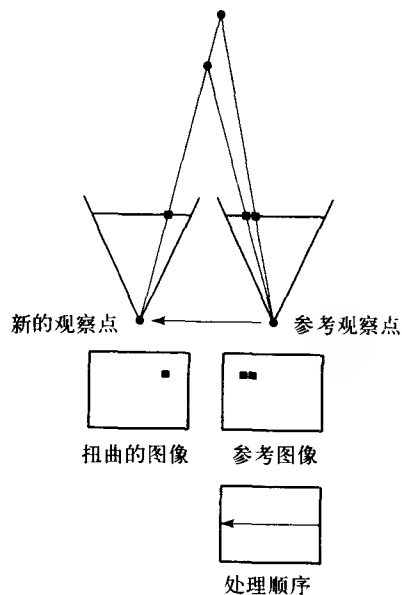 新的观察点
参考观察点
扭曲的图像
参考图像
处理顺序